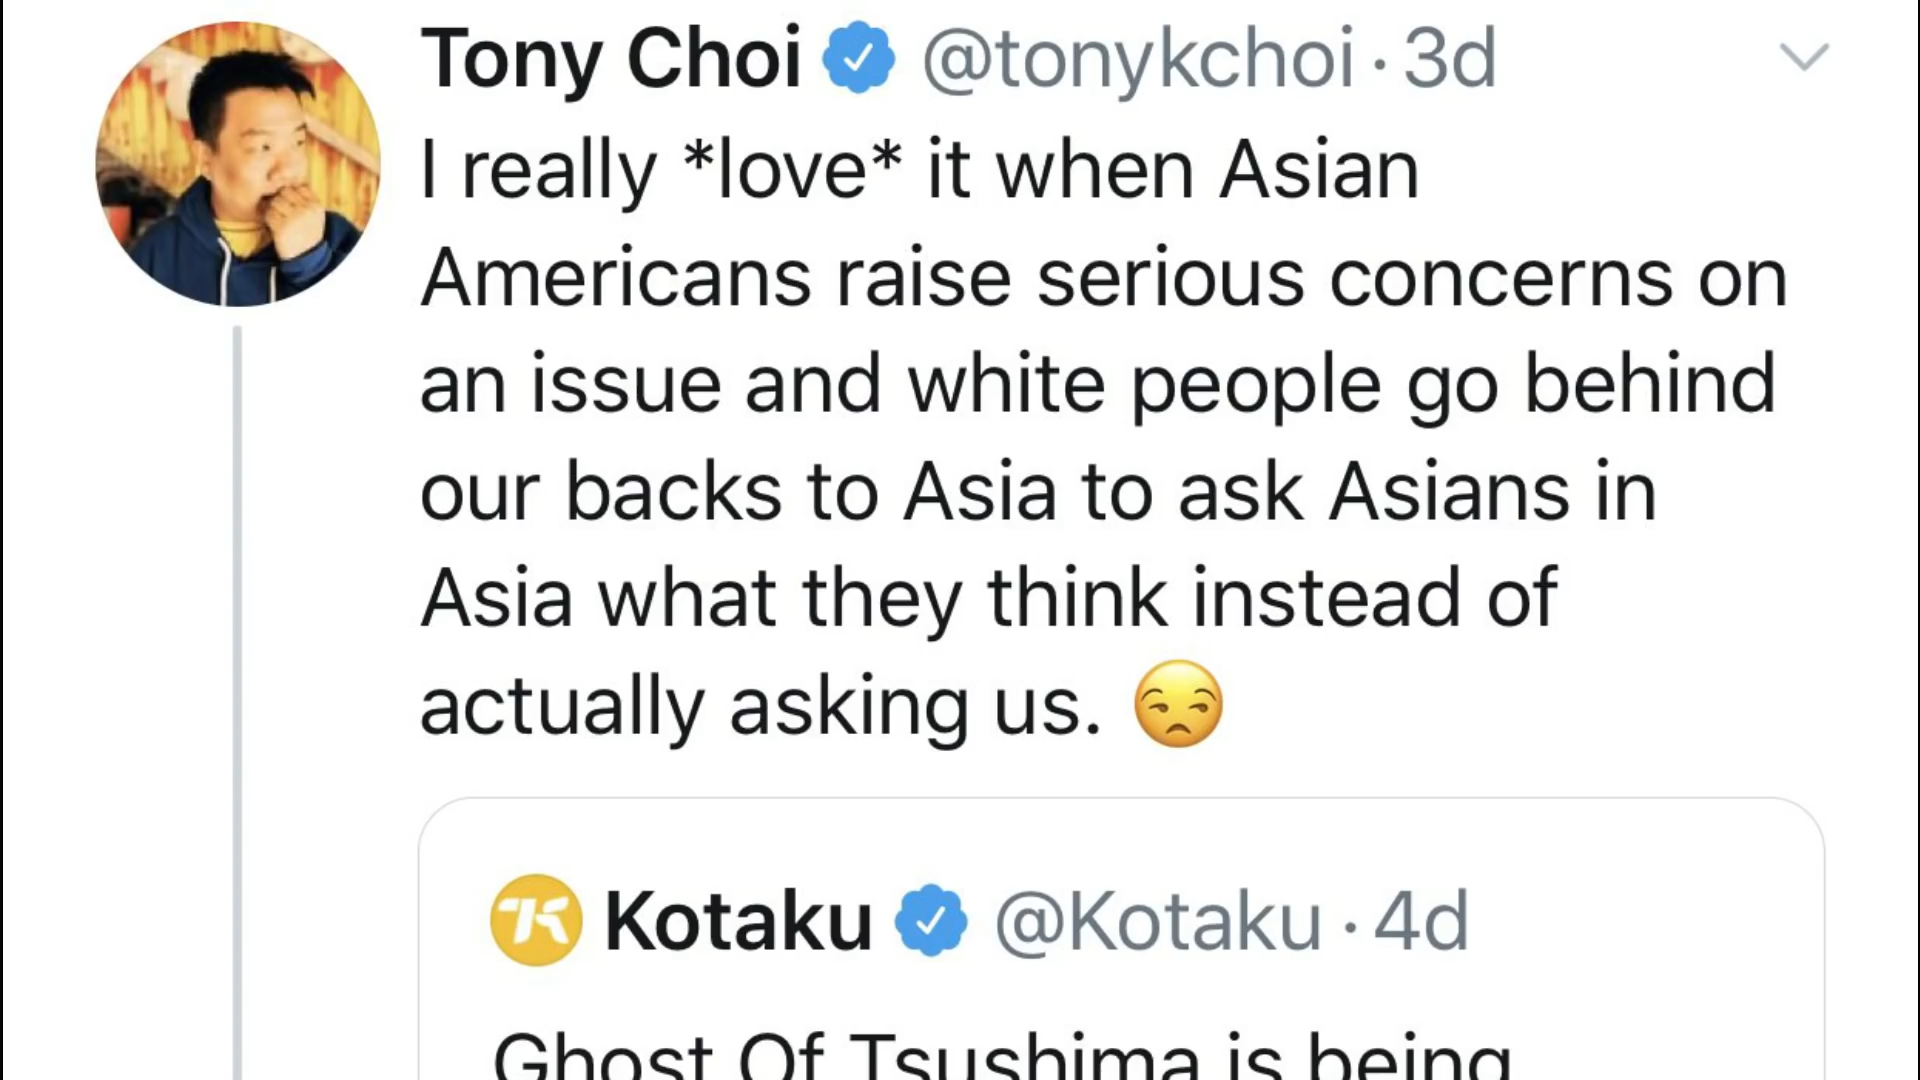 Tony Choi @tonykchoi · 3d
I really *love* it when Asian
Americans raise serious concerns on
an issue and white people go behind
our backs to Asia to ask Asians in
Asia what they think instead of
actually asking us. 😒
Kotaku @Kotaku · 4d
Ghost Of Tsushima is being